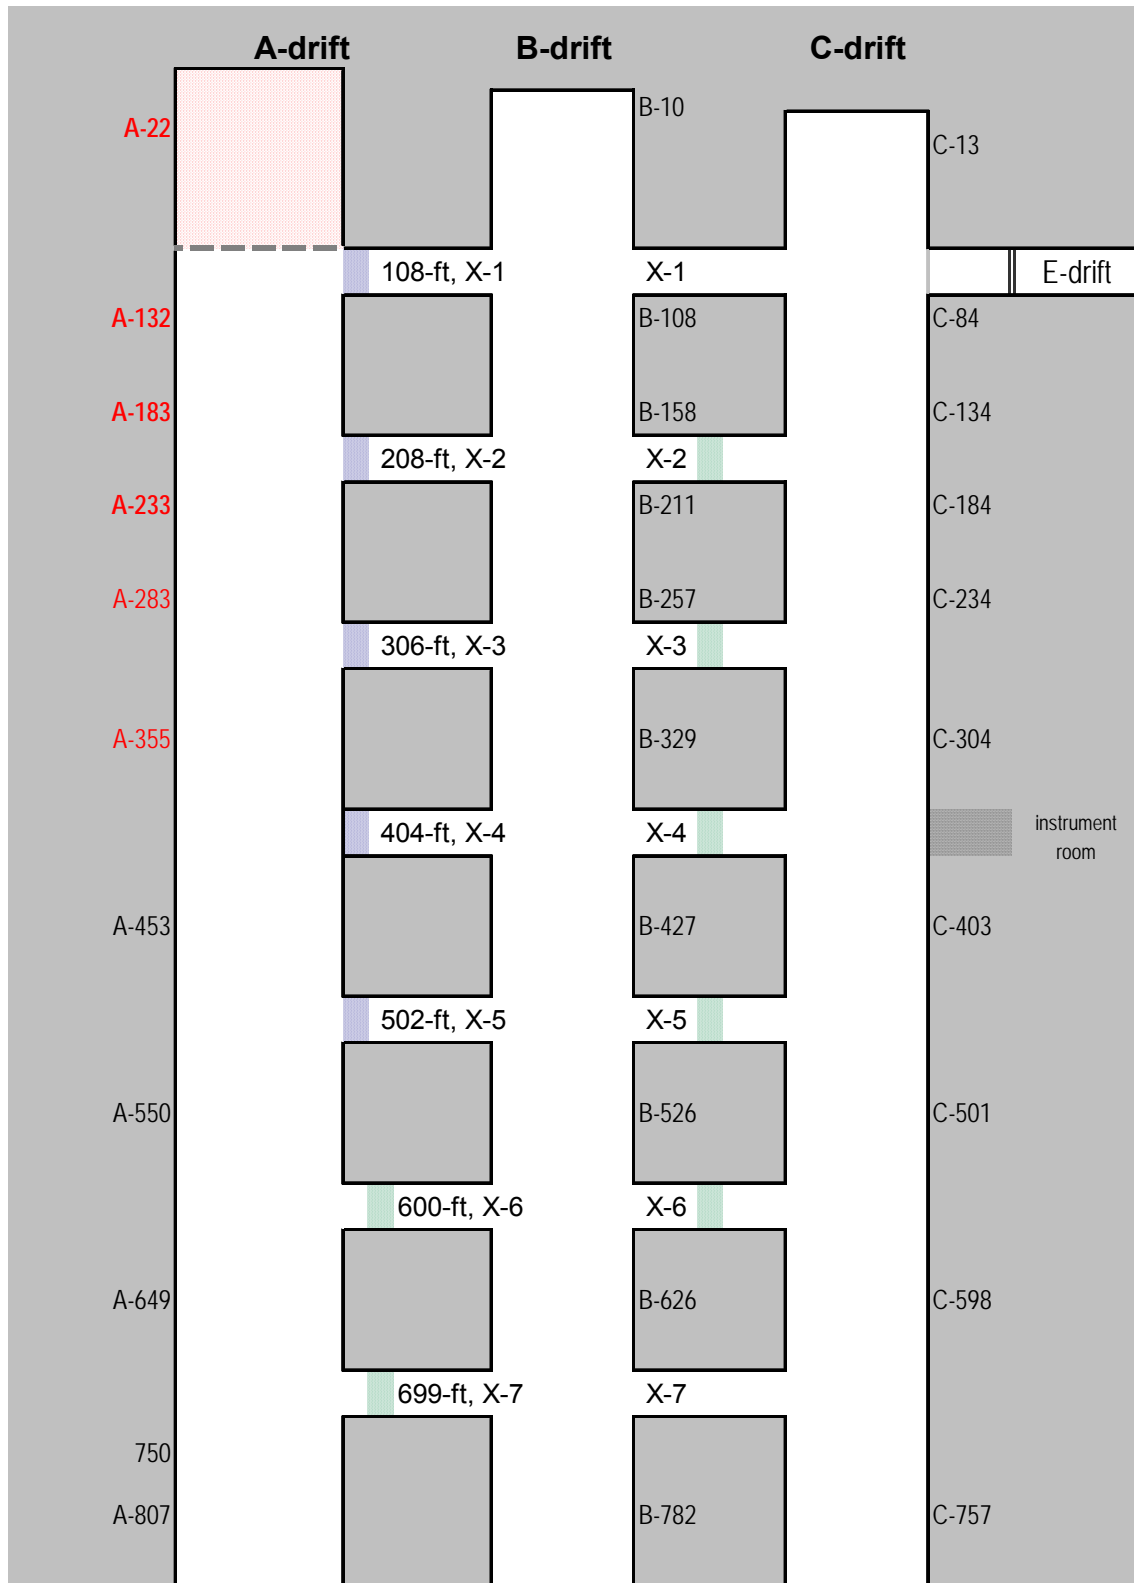 A-drift B-drift C-drift
B-10
A-22
C-13
108-ft, X-1 X-1 E-drift
A-132 B-108 C-84
A-183 B-158 C-134
208-ft, X-2 X-2
A-233 B-211 C-184
A-283 B-257 C-234
306-ft, X-3 X-3
A-355 B-329 C-304
404-ft, X-4 X-4 instrument
room
A-453 B-427 C-403
502-ft, X-5 X-5
A-550 B-526 C-501
600-ft, X-6 X-6
A-649 B-626 C-598
699-ft, X-7 X-7
750
A-807 B-782 C-757